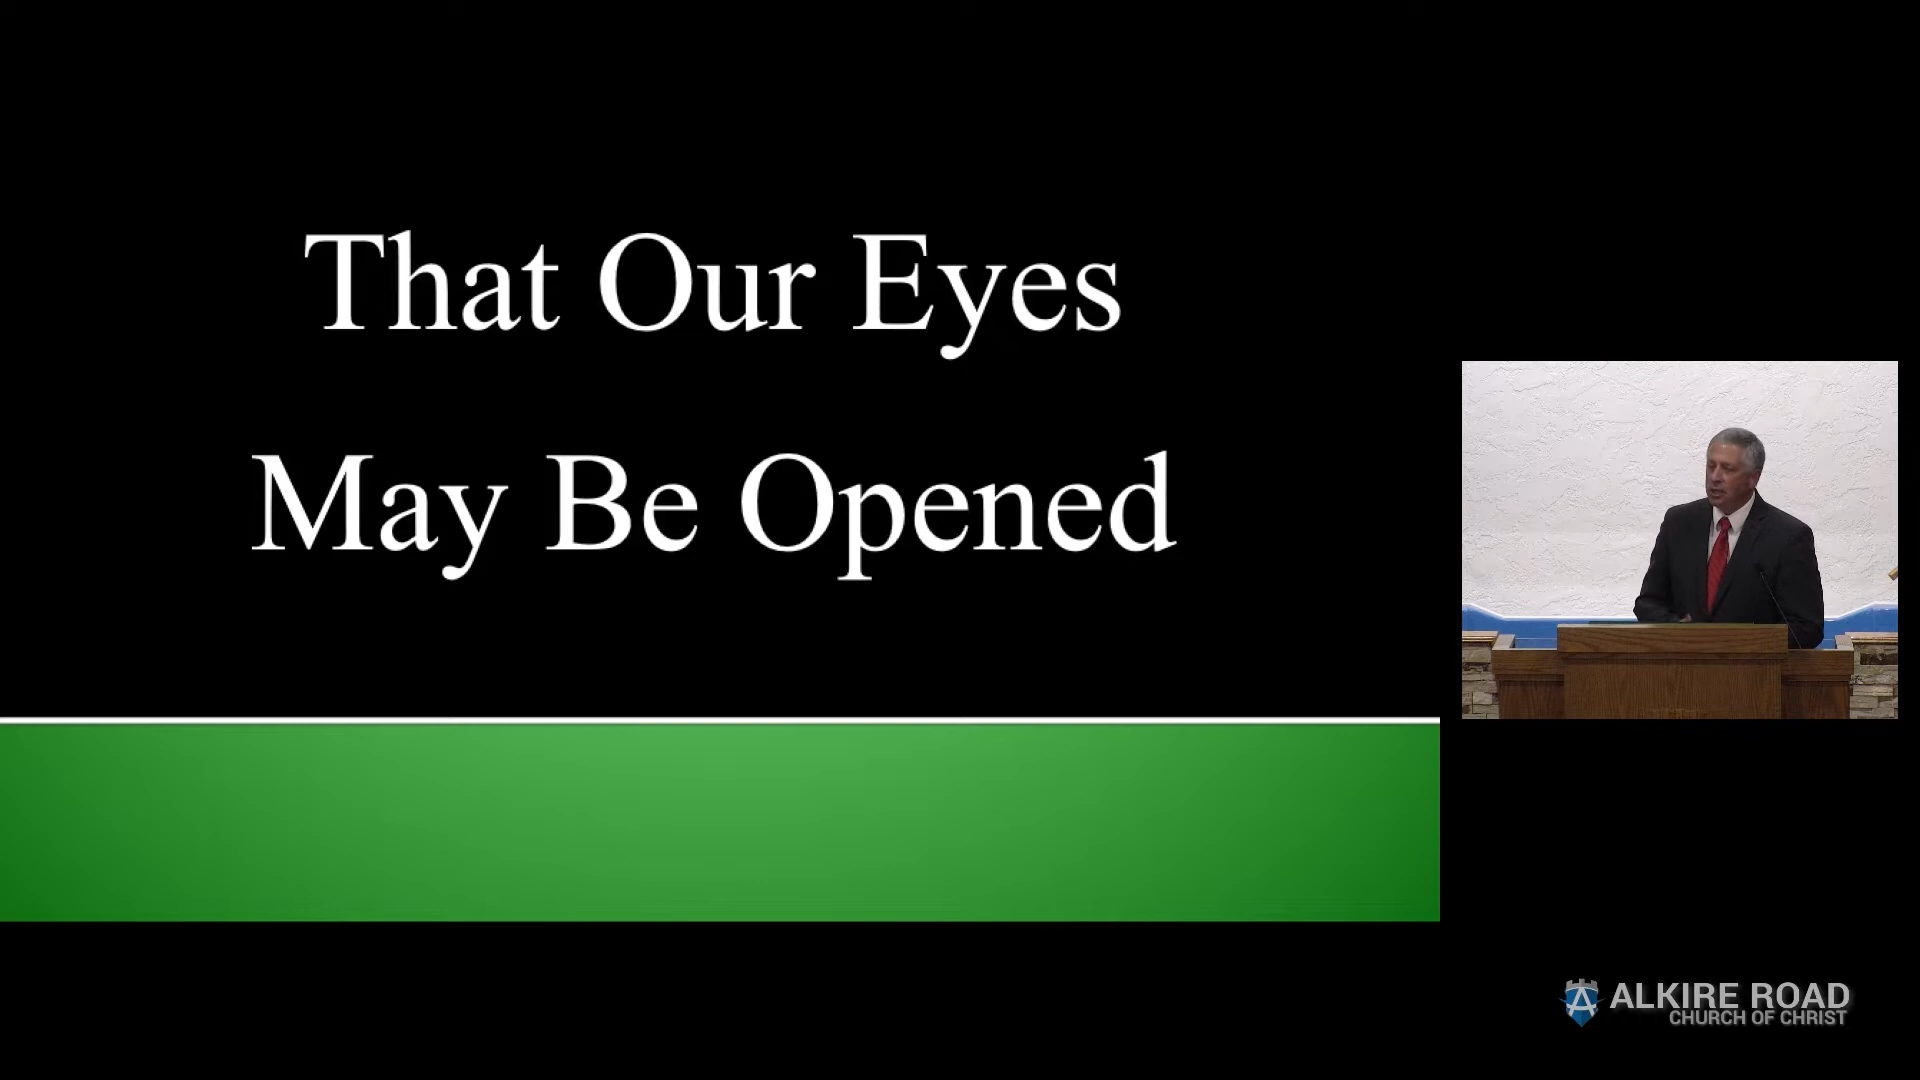 That Our Eyes
May Be Opened
ALKIRE ROAD
CHURCH OF CHRIST